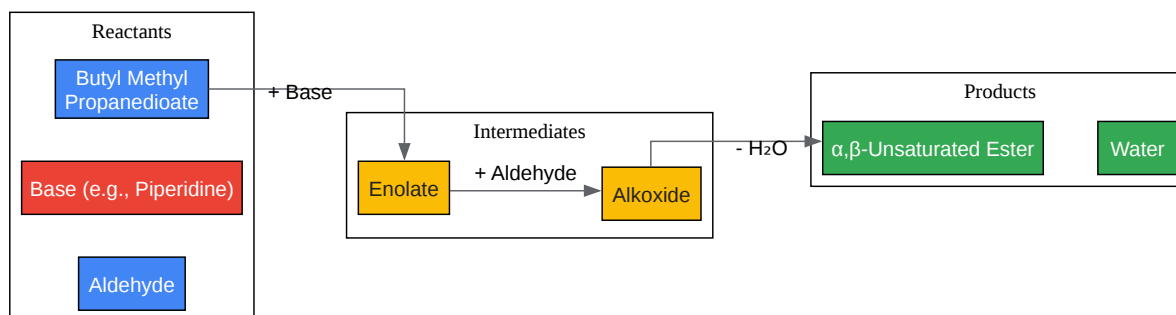 Reactants
Butyl Methyl
Propanedioate
Base (e.g., Piperidine)
Aldehyde
+ Base
Intermediates
Enolate
+ Aldehyde
Alkoxide
- H₂O
Products
α,β-Unsaturated Ester
Water